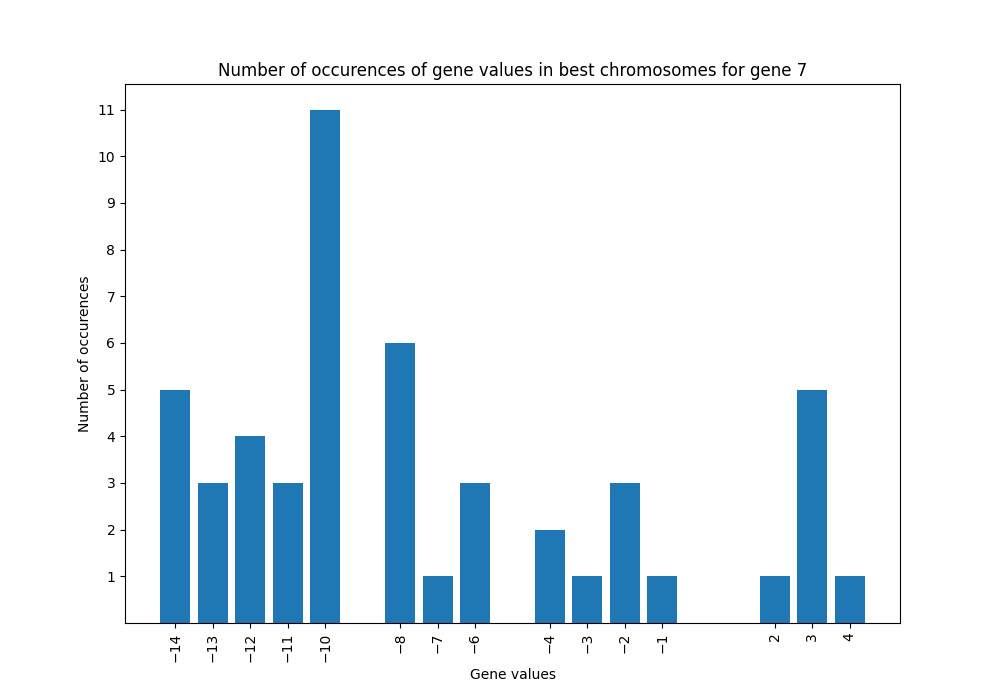 Number of occurences of gene values in best chromosomes for gene 7
11
10
9
8
7
6
5
4
3
2
1
Number of occurences
−14 −13 −12 −11 −10 −8 −7 −6 −4 −3 −2 −1 2 3 4
Gene values